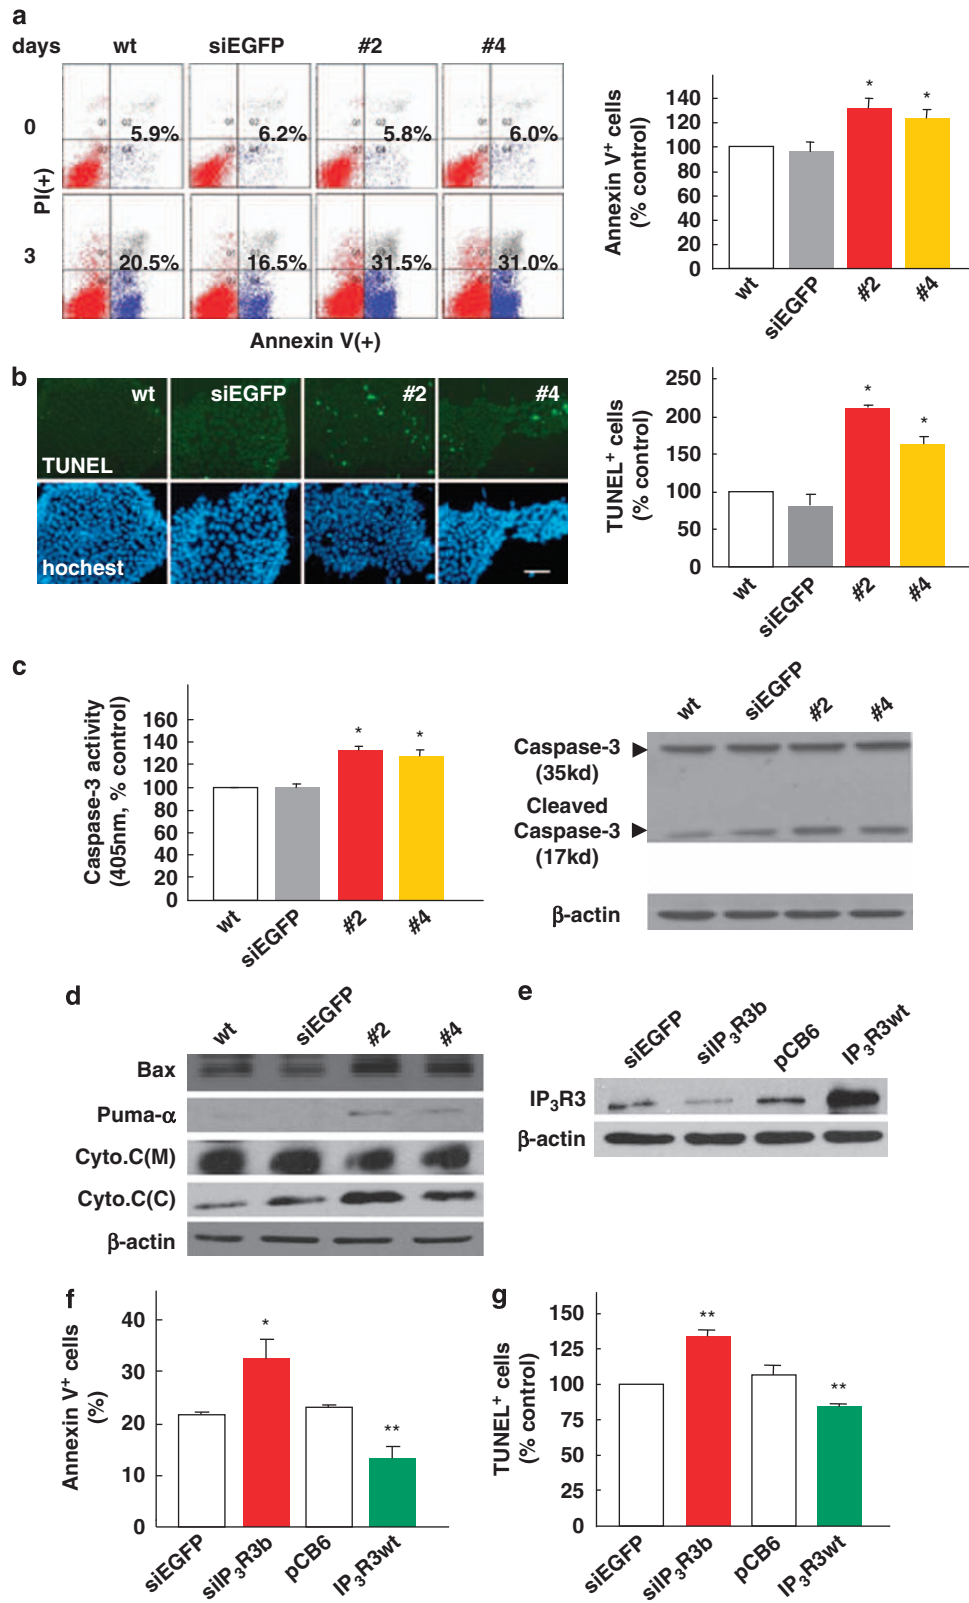 a
days wt siEGFP #2 #4
0 5.9% 6.2% 5.8% 6.0%
3 20.5% 16.5% 31.5% 31.0%
PI(+)
Annexin V(+)
Annexin V⁺ cells
(% control)
140
120
100
80
60
40
20
0
* *
wt siEGFP #2 #4
b
wt siEGFP #2 #4
TUNEL
hochest
TUNEL⁺ cells
(% control)
250
200
150
100
50
0
* *
wt siEGFP #2 #4
c
Caspase-3 activity
(405nm, % control)
160
140
120
100
80
60
40
20
0
* *
wt siEGFP #2 #4
wt siEGFP #2 #4
Caspase-3
(35kd)
Cleaved
Caspase-3
(17kd)
β-actin
d
wt siEGFP #2 #4
Bax
Puma-α
Cyto.C(M)
Cyto.C(C)
β-actin
e
siEGFP siIP₃R3b pCB6 IP₃R3wt
IP₃R3
β-actin
f
Annexin V⁺ cells
(%)
40
30
20
10
0
* **
siEGFP siIP₃R3b pCB6 IP₃R3wt
g
TUNEL⁺ cells
(% control)
150
125
100
75
50
25
0
** **
siEGFP siIP₃R3b pCB6 IP₃R3wt